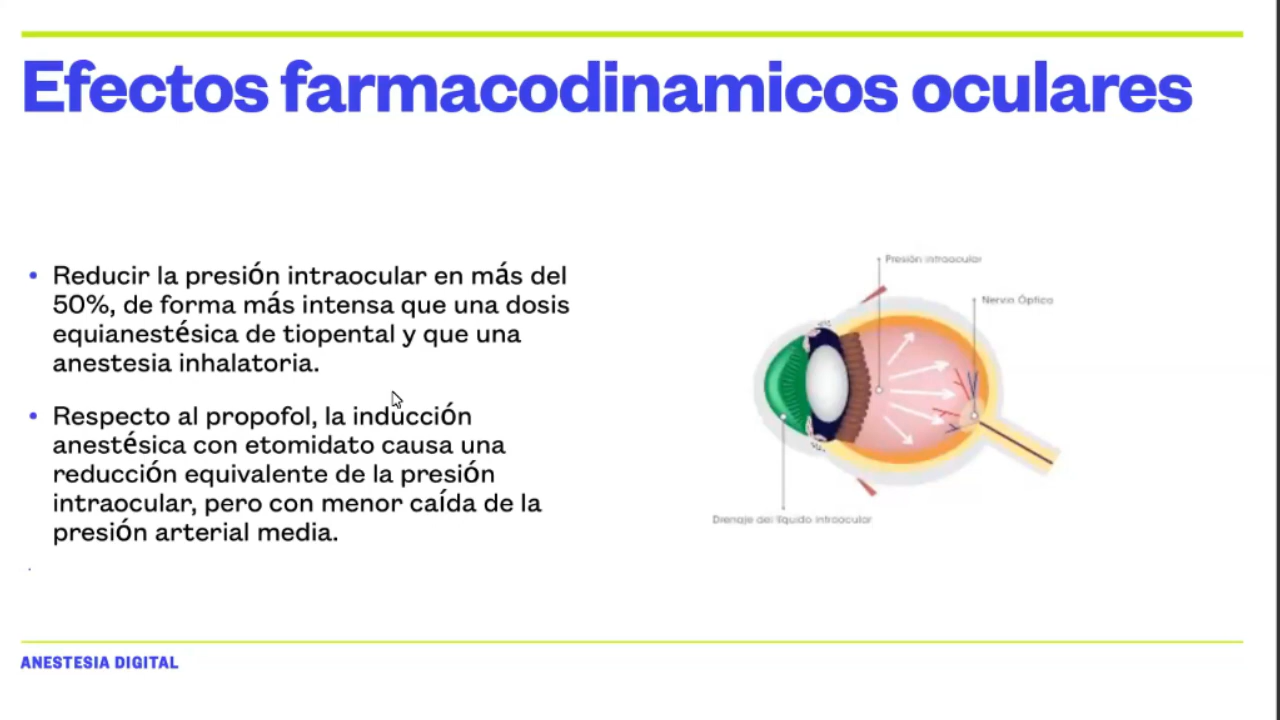 Efectos farmacodinamicos oculares
• Reducir la presión intraocular en más del
50%, de forma más intensa que una dosis
equianestésica de tiopental y que una
anestesia inhalatoria.
• Respecto al propofol, la inducción
anestésica con etomidato causa una
reducción equivalente de la presión
intraocular, pero con menor caída de la
presión arterial media.
.
Presión intraocular
Nervio Óptico
Drenaje del líquido intraocular
ANESTESIA DIGITAL